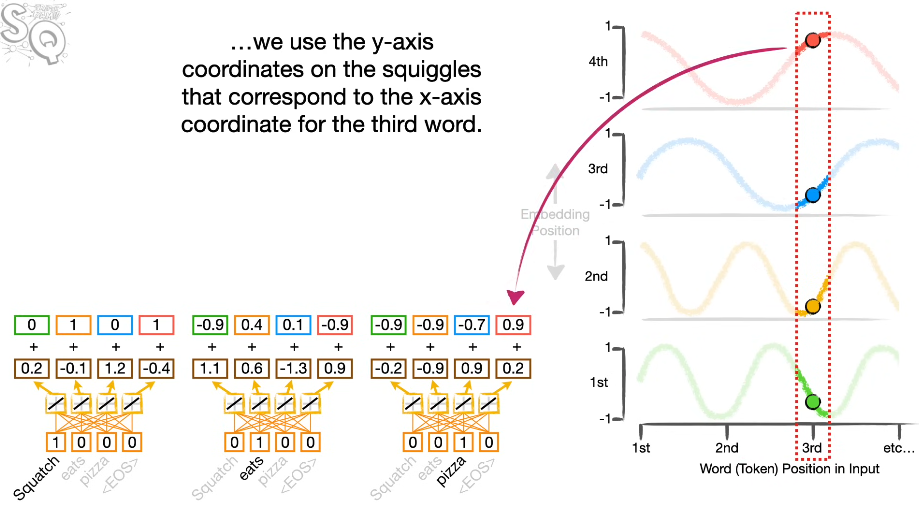 SQ
…we use the y-axis
coordinates on the squiggles
that correspond to the x-axis
coordinate for the third word.
1
4th
-1
1
3rd
-1
Embedding
Position
1
2nd
-1
1
1st
-1
1st 2nd 3rd etc…
Word (Token) Position in Input
0 1 0 1
+ + + +
0.2 -0.1 1.2 -0.4
1 0 0 0
Squatch eats pizza <EOS>
-0.9 0.4 0.1 -0.9
+ + + +
1.1 0.6 -1.3 0.9
0 1 0 0
Squatch eats pizza <EOS>
-0.9 -0.9 -0.7 0.9
+ + + +
-0.2 -0.9 0.9 0.2
0 0 1 0
Squatch eats pizza <EOS>